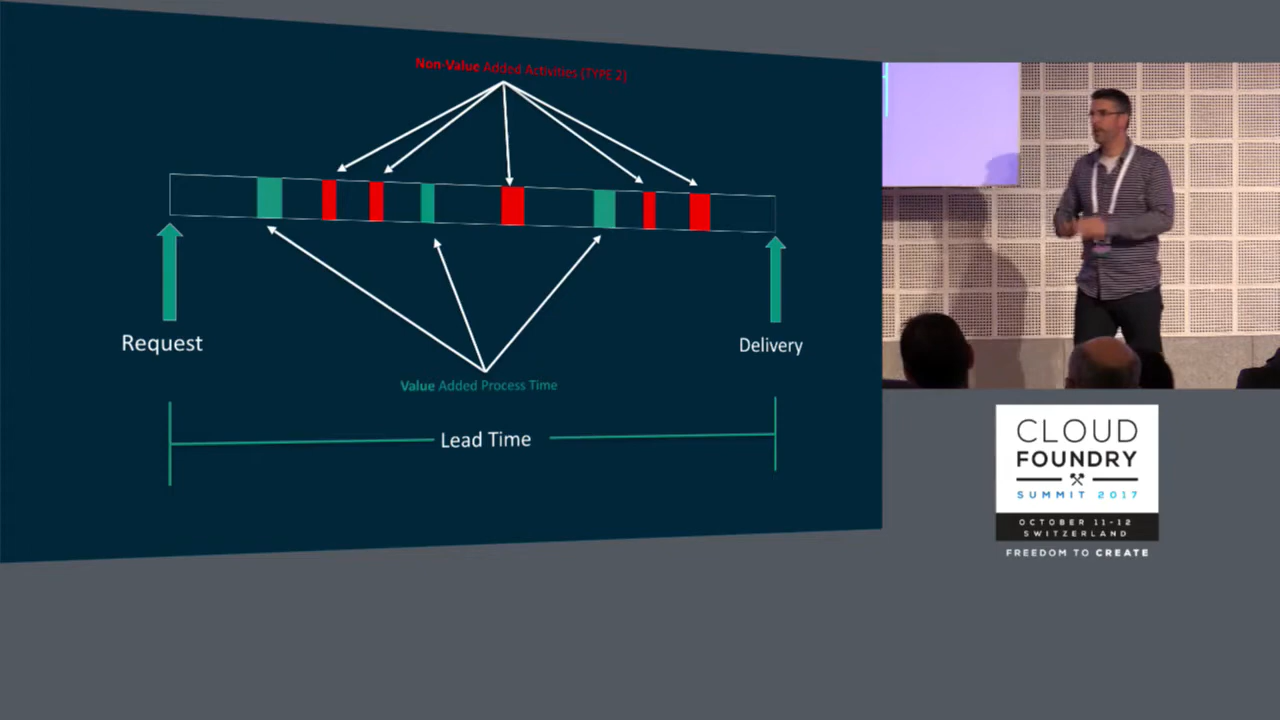 Non-Value Added Activities (TYPE 2)
Request
Delivery
Value Added Process Time
Lead Time
CLOUD
FOUNDRY
SUMMIT 2017
OCTOBER 11-12
SWITZERLAND
FREEDOM TO CREATE